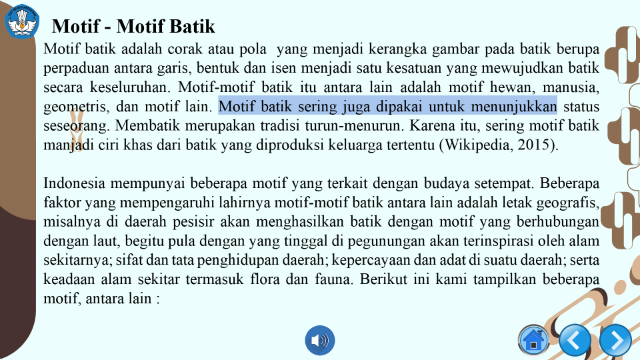 Motif - Motif Batik
Motif batik adalah corak atau pola yang menjadi kerangka gambar pada batik berupa
perpaduan antara garis, bentuk dan isen menjadi satu kesatuan yang mewujudkan batik
secara keseluruhan. Motif-motif batik itu antara lain adalah motif hewan, manusia,
geometris, dan motif lain. Motif batik sering juga dipakai untuk menunjukkan status
seseorang. Membatik merupakan tradisi turun-menurun. Karena itu, sering motif batik
manjadi ciri khas dari batik yang diproduksi keluarga tertentu (Wikipedia, 2015).
Indonesia mempunyai beberapa motif yang terkait dengan budaya setempat. Beberapa
faktor yang mempengaruhi lahirnya motif-motif batik antara lain adalah letak geografis,
misalnya di daerah pesisir akan menghasilkan batik dengan motif yang berhubungan
dengan laut, begitu pula dengan yang tinggal di pegunungan akan terinspirasi oleh alam
sekitarnya; sifat dan tata penghidupan daerah; kepercayaan dan adat di suatu daerah; serta
keadaan alam sekitar termasuk flora dan fauna. Berikut ini kami tampilkan beberapa
motif, antara lain :